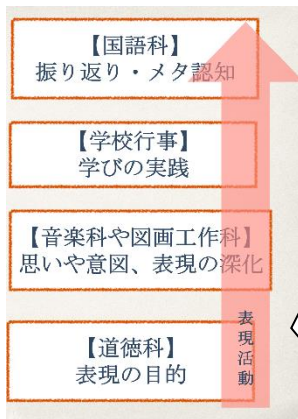 【国語科】
振り返り・メタ認知
【学校行事】
学びの実践
【音楽科や図画工作科】
思いや意図、表現の深化
【道徳科】
表現の目的
表現活動